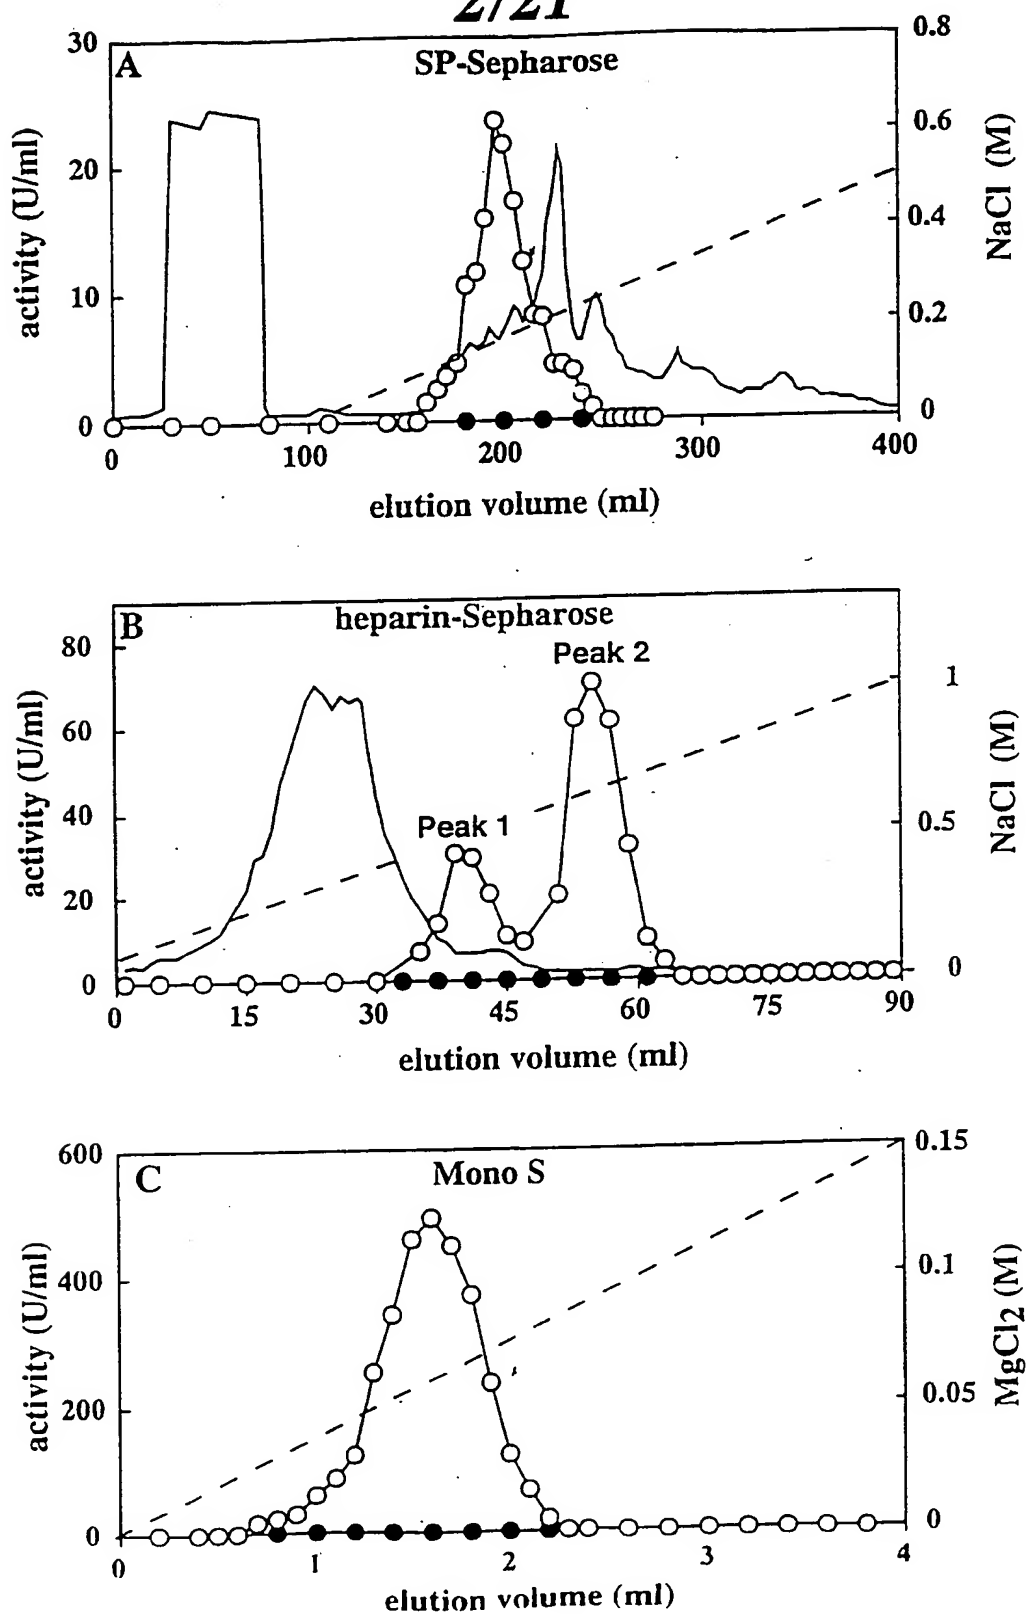 2/21
A
SP-Sepharose
30
20
10
0
0.8
0.6
0.4
0.2
0
activity (U/ml)
NaCl (M)
0 100 200 300 400
elution volume (ml)
B
heparin-Sepharose
Peak 1
Peak 2
80
60
40
20
0
1
0.5
0
activity (U/ml)
NaCl (M)
0 15 30 45 60 75 90
elution volume (ml)
C
Mono S
600
400
200
0
0.15
0.1
0.05
0
activity (U/ml)
MgCl2 (M)
0 1 2 3 4
elution volume (ml)